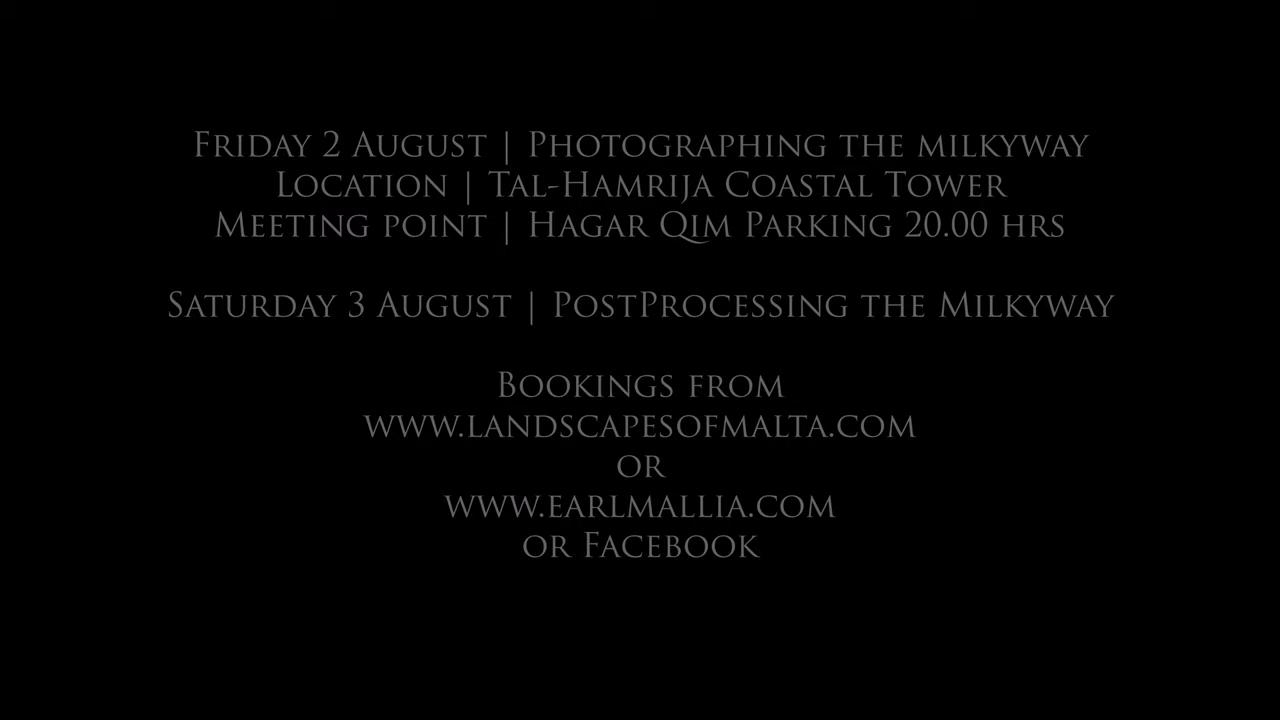 Friday 2 August | Photographing the milkyway
Location | Tal-Hamrija Coastal Tower
Meeting point | Hagar Qim Parking 20.00 hrs
Saturday 3 August | PostProcessing the Milkyway
Bookings from
www.landscapesofmalta.com
or
www.earlmallia.com
or Facebook